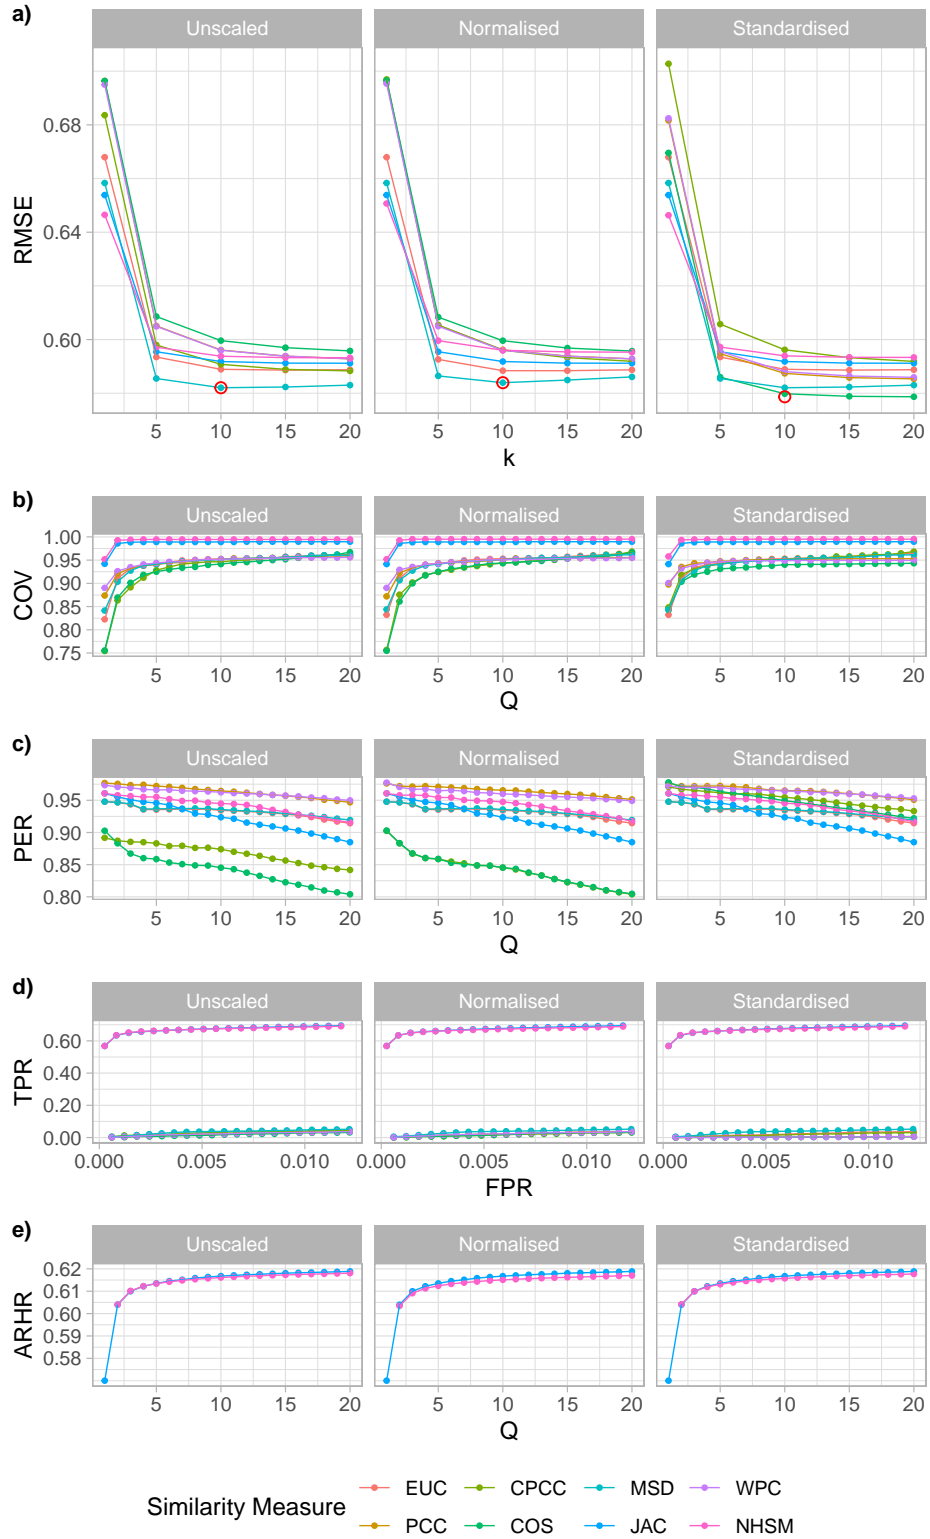 a)
Unscaled Normalised Standardised
RMSE
0.68
0.64
0.60
5 10 15 20 5 10 15 20 5 10 15 20
k
b)
Unscaled Normalised Standardised
COV
1.00
0.95
0.90
0.85
0.80
0.75
5 10 15 20 5 10 15 20 5 10 15 20
Q
c)
Unscaled Normalised Standardised
PER
0.95
0.90
0.85
0.80
5 10 15 20 5 10 15 20 5 10 15 20
Q
d)
Unscaled Normalised Standardised
TPR
0.60
0.40
0.20
0.00
0.000 0.005 0.010 0.000 0.005 0.010 0.000 0.005 0.010
FPR
e)
Unscaled Normalised Standardised
ARHR
0.62
0.61
0.60
0.59
0.58
5 10 15 20 5 10 15 20 5 10 15 20
Q
Similarity Measure
EUC CPCC MSD WPC
PCC COS JAC NHSM